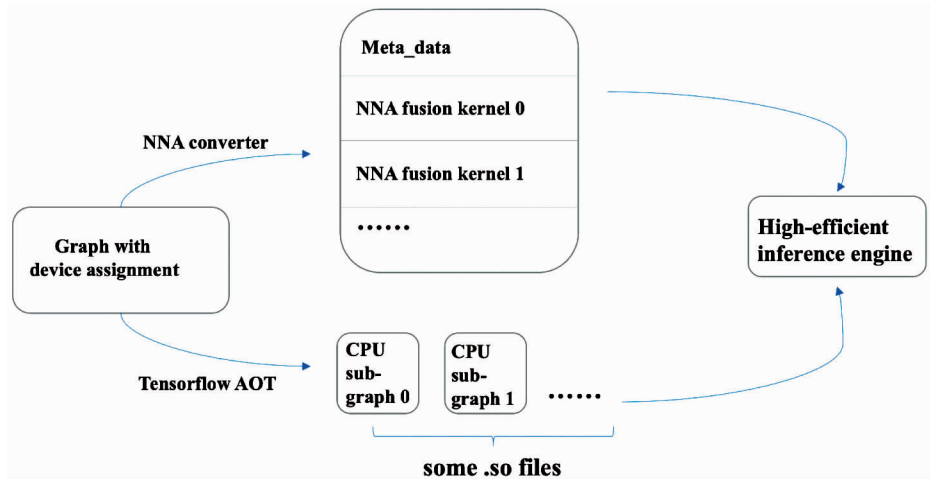 Meta_data
NNA fusion kernel 0
NNA fusion kernel 1
......
NNA converter
Graph with
device assignment
Tensorflow AOT
CPU
sub-
graph 0
CPU
sub-
graph 1
......
some .so files
High-efficient
inference engine